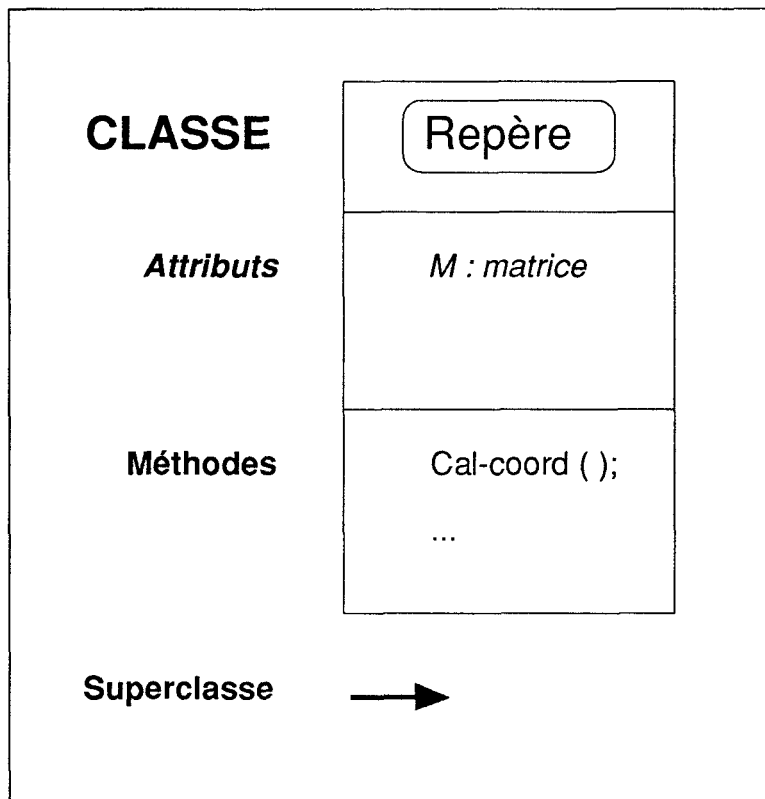 CLASSE Repère
Attributs M : matrice
Méthodes Cal-coord ( );
...
Superclasse